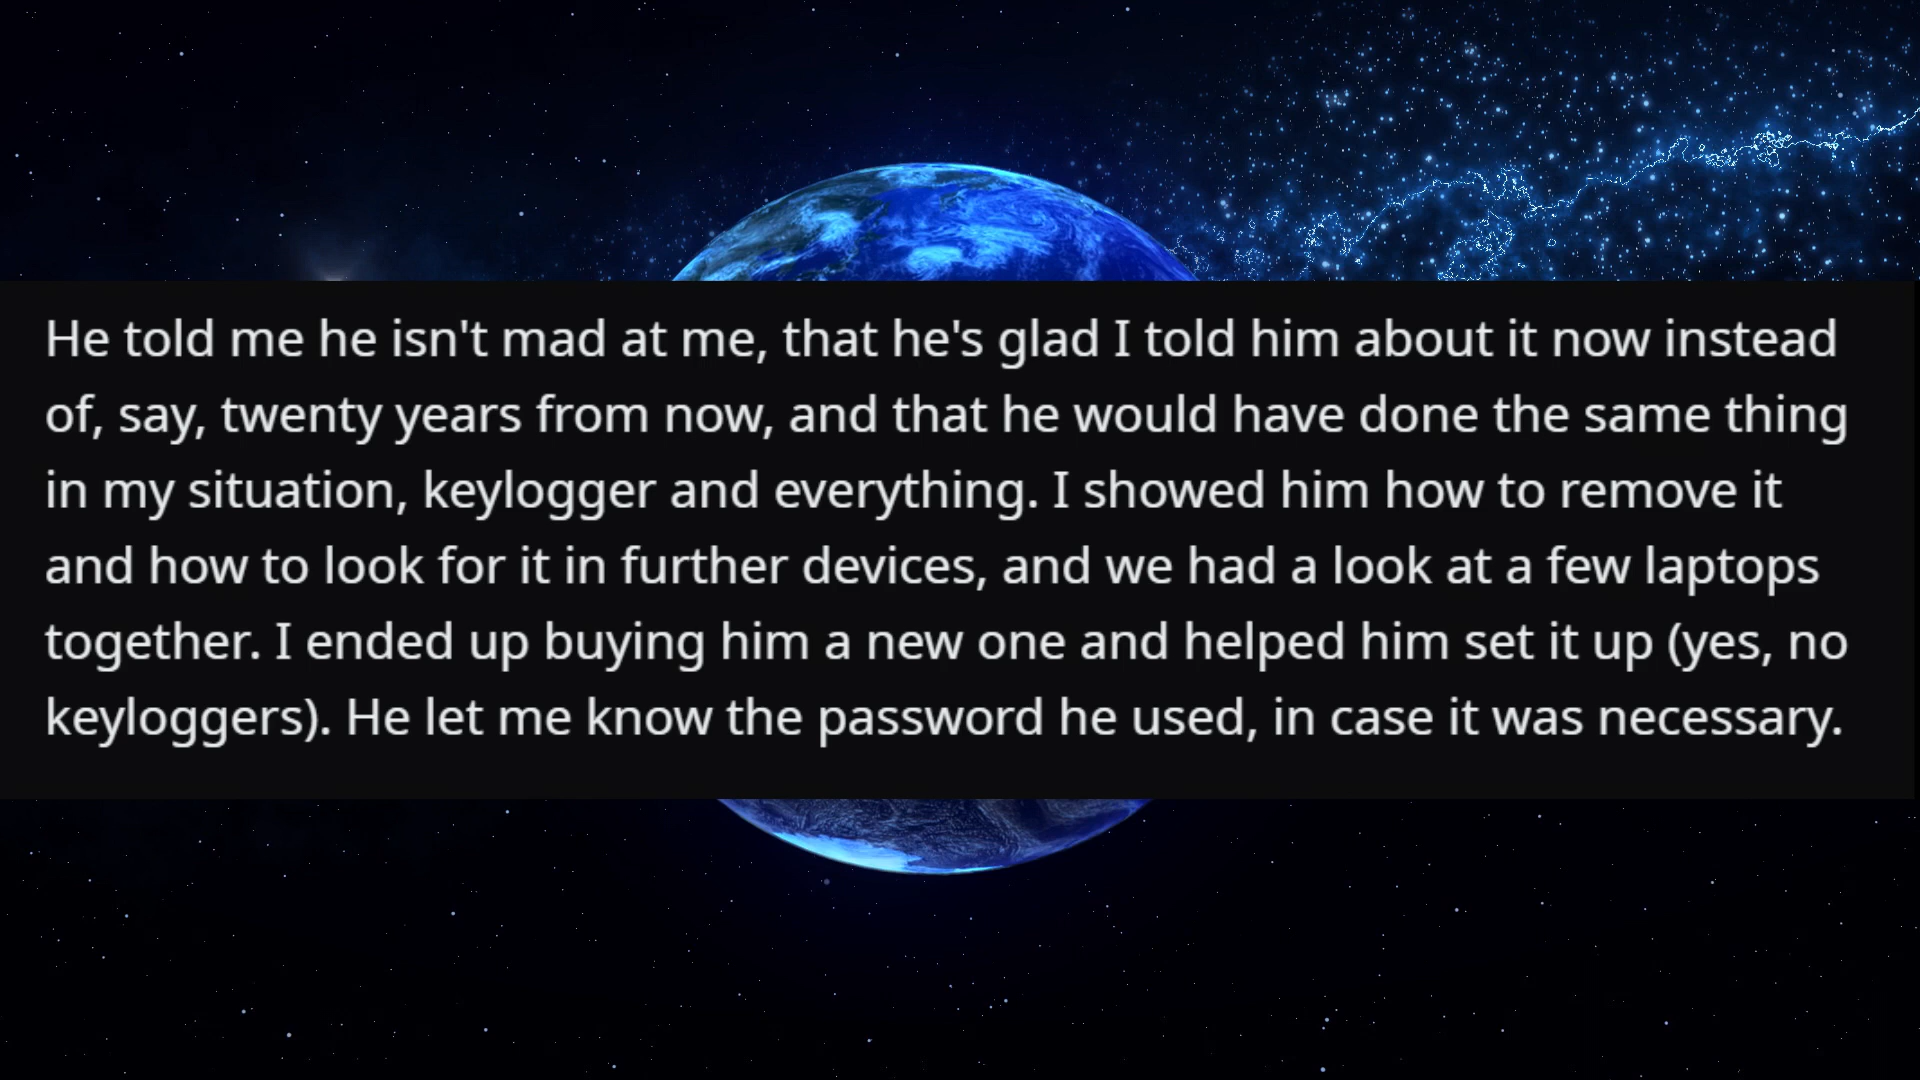 He told me he isn't mad at me, that he's glad I told him about it now instead
of, say, twenty years from now, and that he would have done the same thing
in my situation, keylogger and everything. I showed him how to remove it
and how to look for it in further devices, and we had a look at a few laptops
together. I ended up buying him a new one and helped him set it up (yes, no
keyloggers). He let me know the password he used, in case it was necessary.